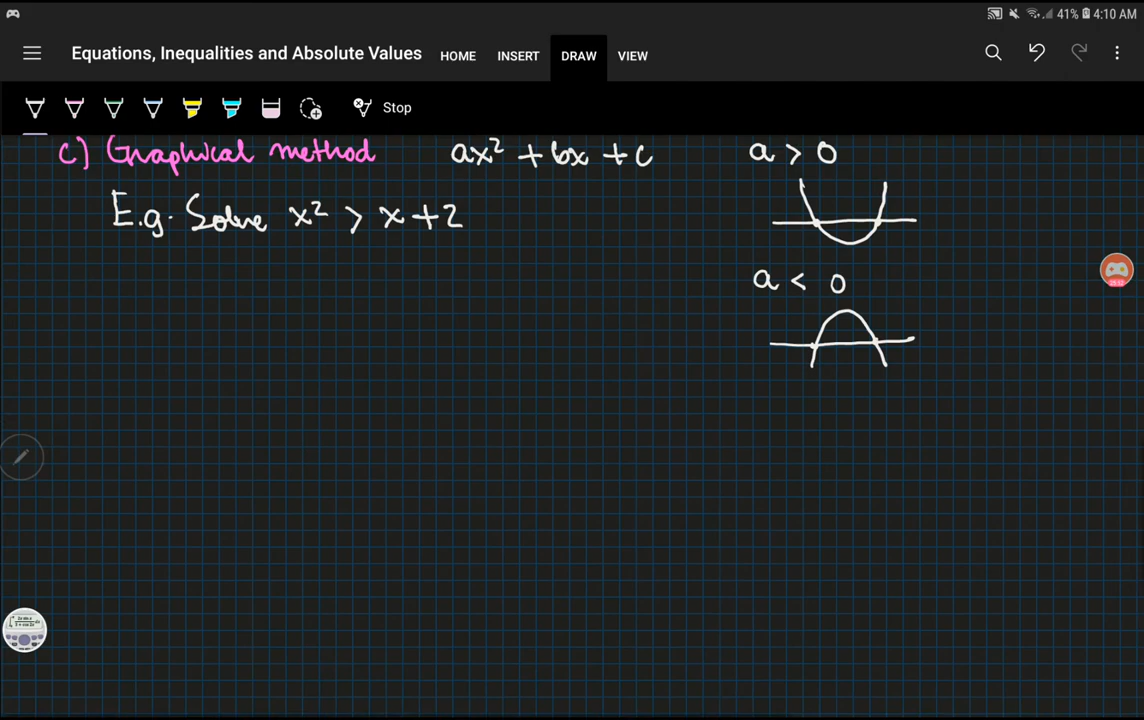 41% 4:10 AM
Equations, Inequalities and Absolute Values HOME INSERT DRAW VIEW
Stop
c) Graphical method ax² + bx + c a > 0
E.g. Solve x² > x + 2
a < 0